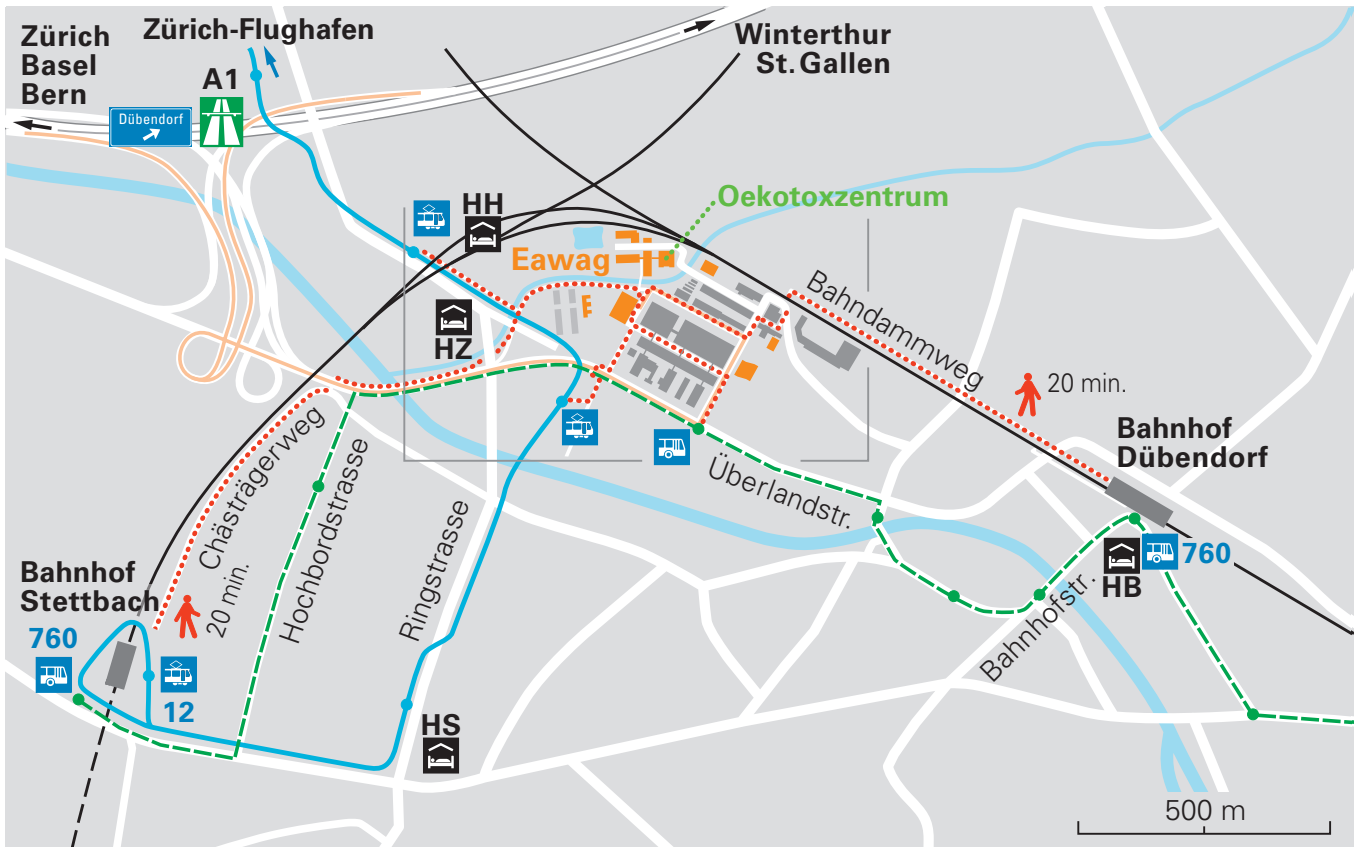 Zürich
Basel
Bern
Zürich-Flughafen
A1
Dübendorf
Winterthur
St. Gallen
HH
Oekotoxzentrum
Eawag
HZ
Bahndammweg
20 min.
Bahnhof
Dübendorf
Überlandstr.
Chästrägerweg
20 min.
Hochbordstrasse
Ringstrasse
Bahnhof
Stettbach
760
12
HS
HB
760
Bahnhofstr.
500 m